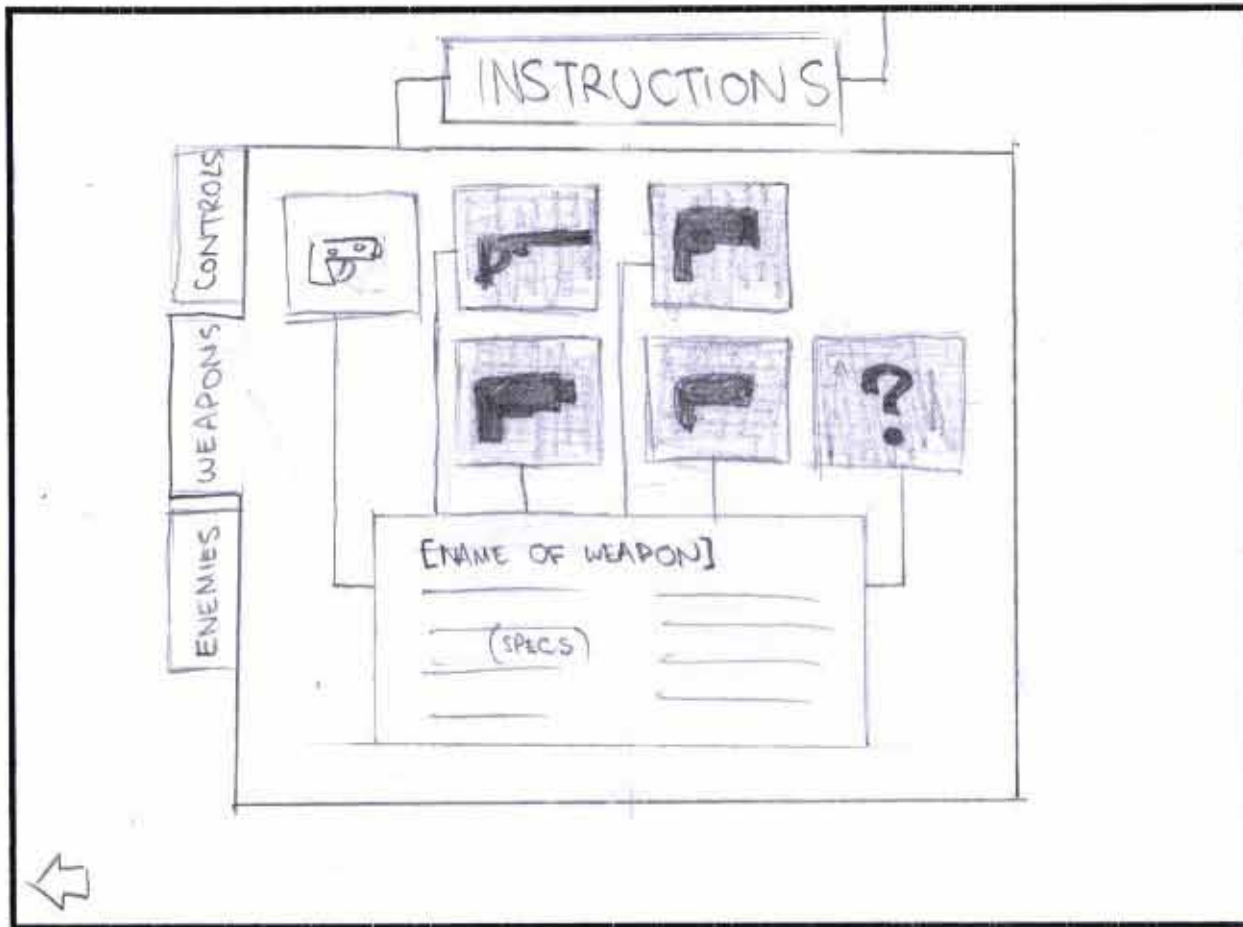 INSTRUCTIONS
CONTROLS
WEAPONS
ENEMIES
?
[NAME OF WEAPON]
(SPECS)